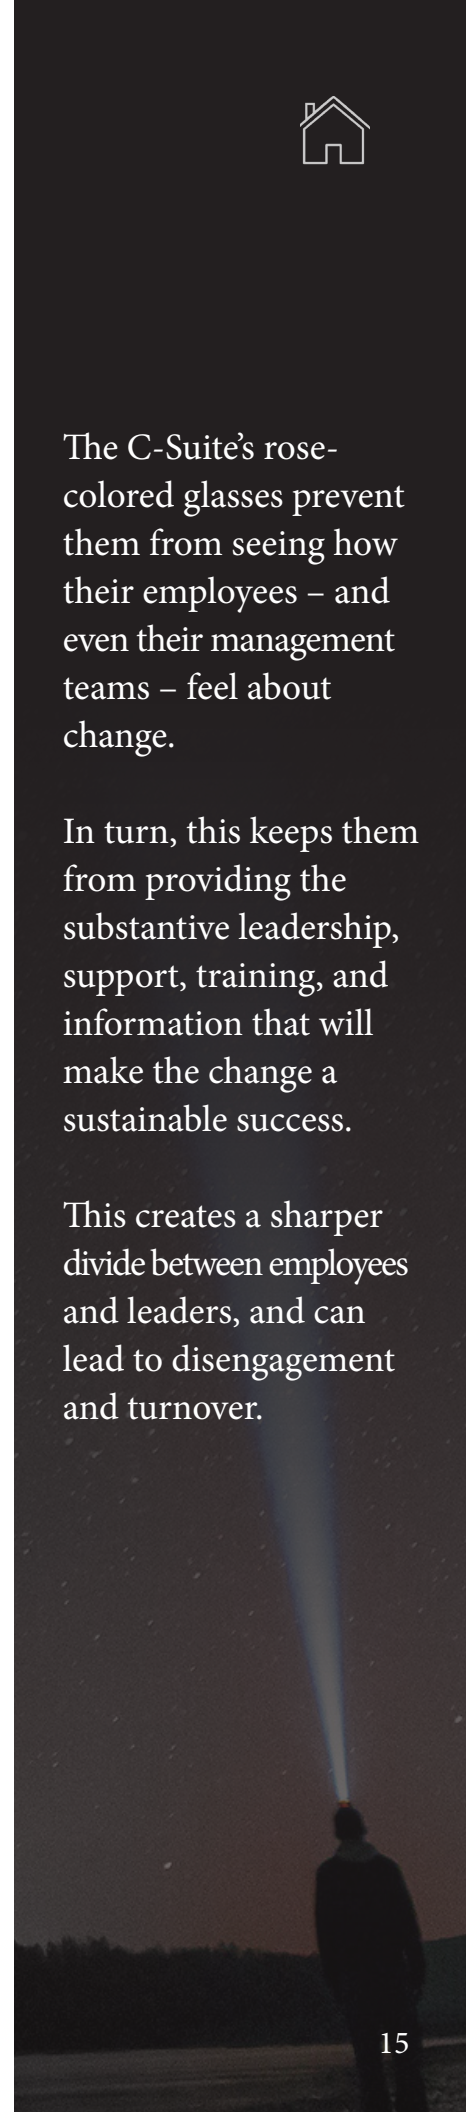 The C-Suite’s rose-
colored glasses prevent
them from seeing how
their employees – and
even their management
teams – feel about
change.
In turn, this keeps them
from providing the
substantive leadership,
support, training, and
information that will
make the change a
sustainable success.
This creates a sharper
divide between employees
and leaders, and can
lead to disengagement
and turnover.
15